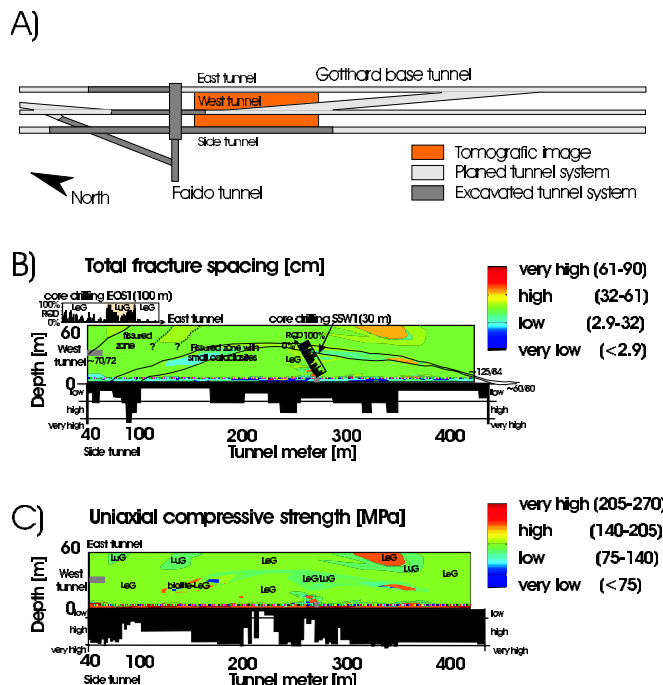 A)
East tunnel
Gotthard base tunnel
West tunnel
Side tunnel
North
Faido tunnel
Tomografic image
Planed tunnel system
Excavated tunnel system
B)
Total fracture spacing [cm]
core drilling EOS1(100 m)
100%
RGD
0%
LeG
LuG
LeG
East tunnel
core drilling SSW1(30 m)
very high (61-90)
high (32-61)
low (2.9-32)
very low (<2.9)
60
Depth [m]
0
West
tunnel
~70/72
fissured
zone
?
?
?
Fissured zone with
small cataclasites
RGD 100%
0%
LeG
~125/84
~60/80
low
high
very high
low
high
very high
40
100
200
300
400
Side tunnel
Tunnel meter [m]
C)
Uniaxial compressive strength [MPa]
very high (205-270)
high (140-205)
low (75-140)
very low (<75)
East tunnel
60
Depth [m]
0
West
tunnel
LuG
LuG
LeG
LeG
LuG
LeG
LeG
biotite-LeG
LeG/LuG
LeG
low
high
very high
low
high
very high
40
100
200
300
400
Side tunnel
Tunnel meter [m]